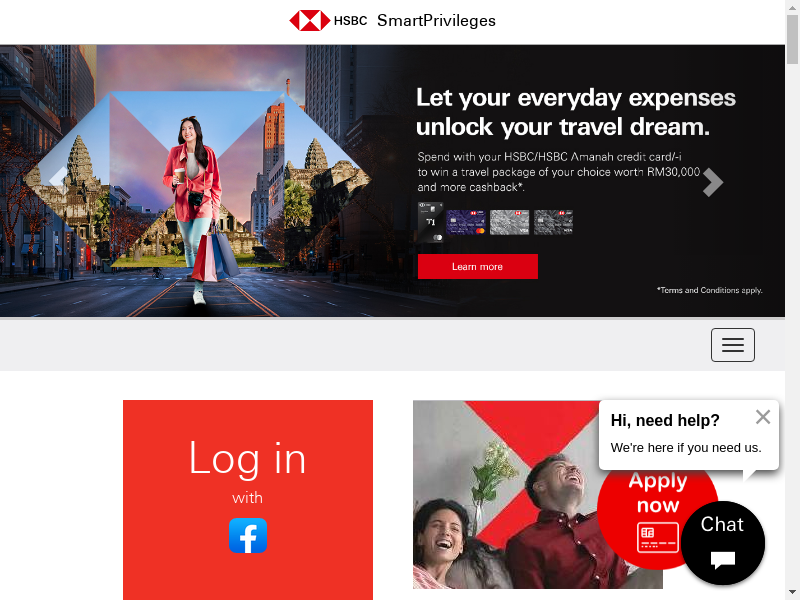 HSBC SmartPrivileges
Let your everyday expenses
unlock your travel dream.
Spend with your HSBC/HSBC Amanah credit card/-i
to win a travel package of your choice worth RM30,000
and more cashback*.
Learn more
*Terms and Conditions apply.
Log in
with
Hi, need help?
We're here if you need us.
Apply
now
Chat